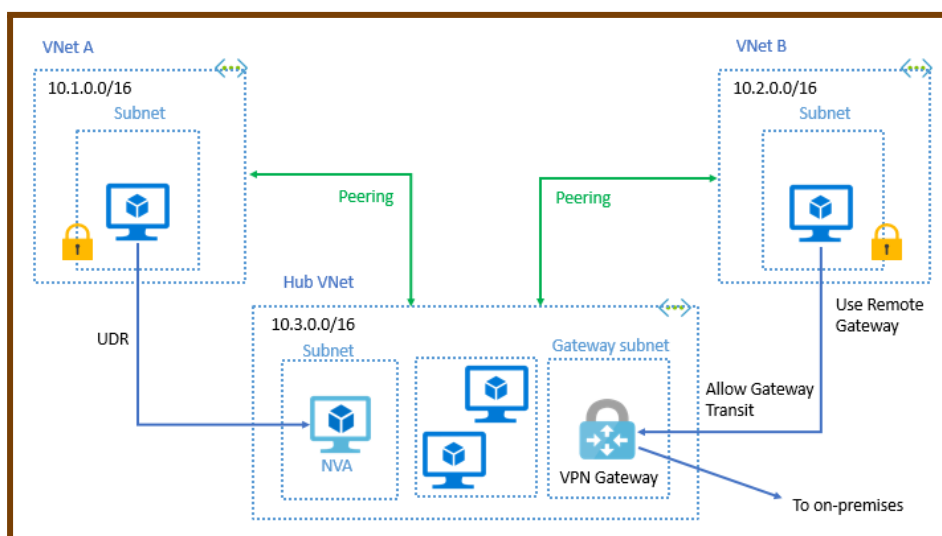 VNet A
VNet B
10.1.0.0/16
10.2.0.0/16
Subnet
Subnet
Peering
Peering
Hub VNet
UDR
Use Remote
Gateway
10.3.0.0/16
Subnet
Gateway subnet
Allow Gateway
Transit
NVA
VPN Gateway
To on-premises